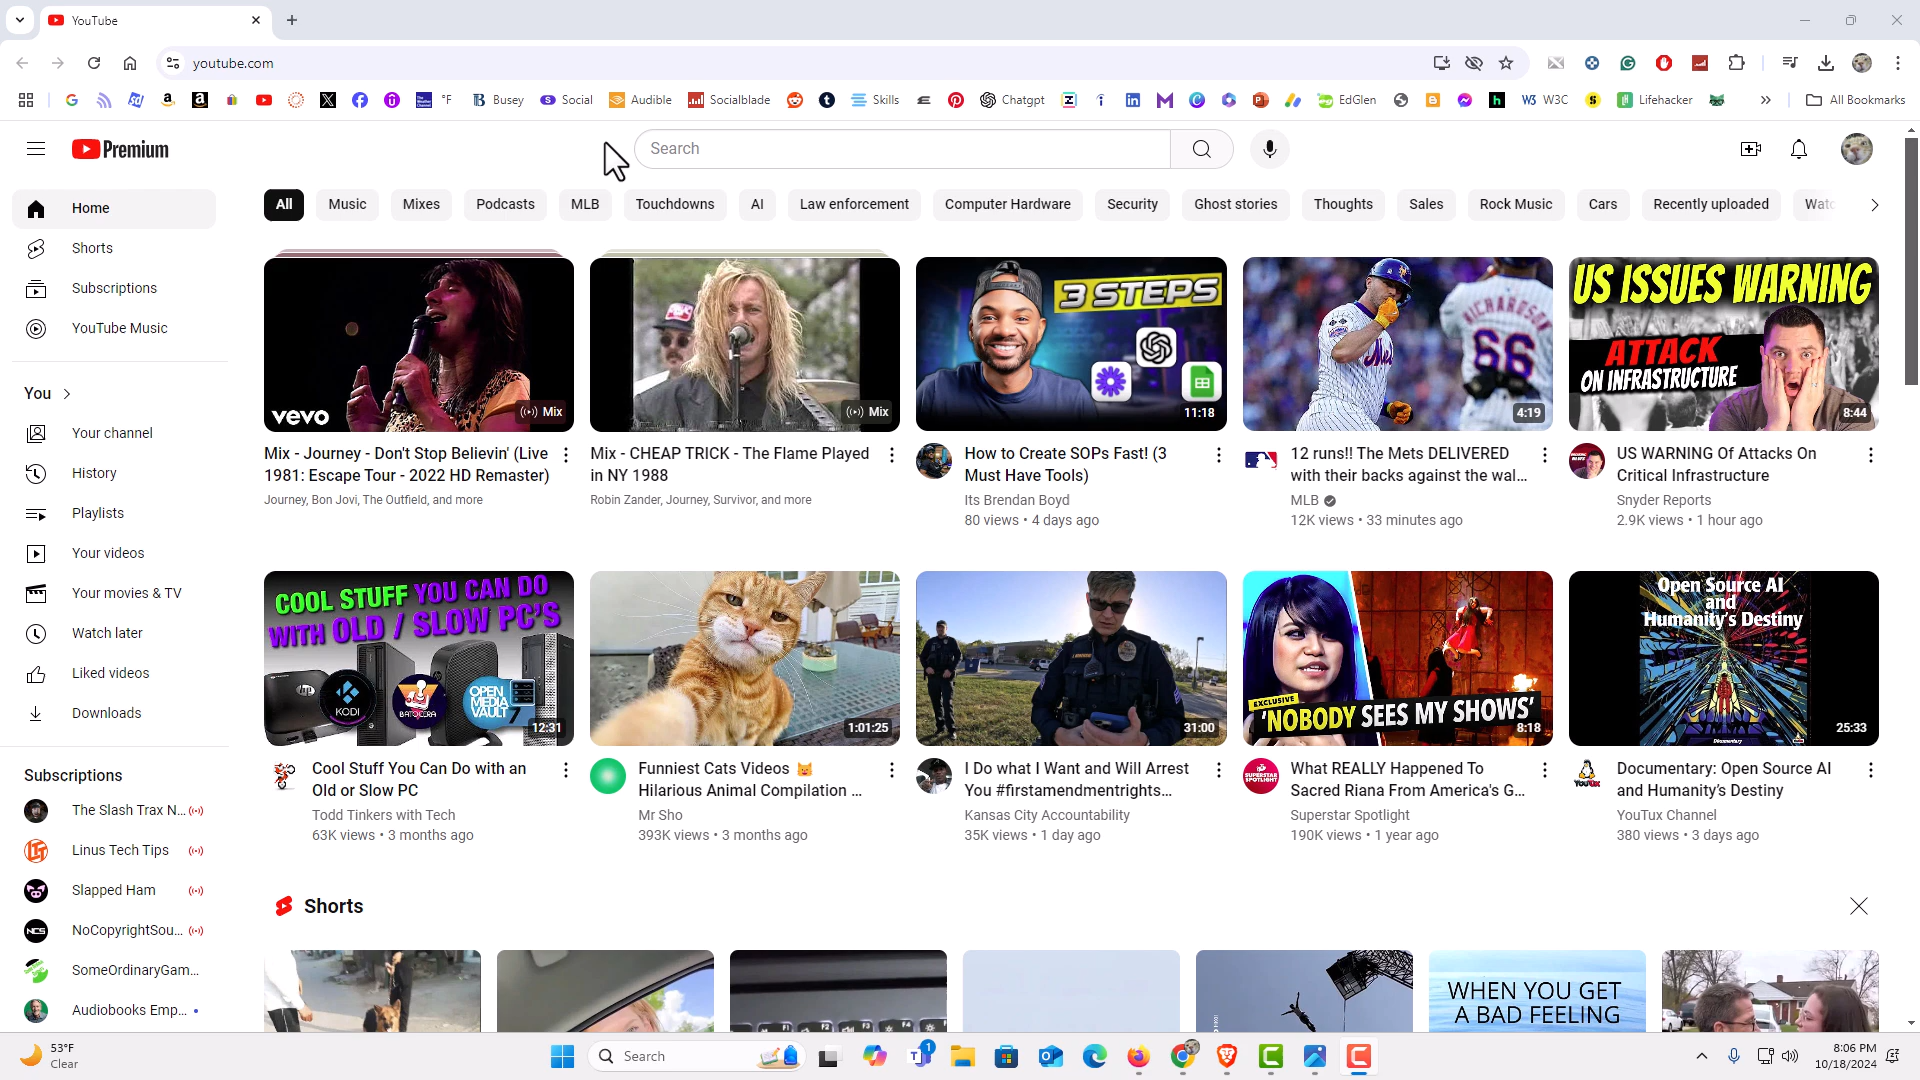 YouTube
youtube.com
°F
Busey
Social
Audible
Socialblade
Skills
Chatgpt
EdGlen
W3C
Lifehacker
All Bookmarks
Premium
Search
Home
Shorts
Subscriptions
YouTube Music
You
Your channel
History
Playlists
Your videos
Your movies & TV
Watch later
Liked videos
Downloads
Subscriptions
The Slash Trax N...
Linus Tech Tips
Slapped Ham
NoCopyrightSou...
SomeOrdinaryGam...
Audiobooks Emp...
All Music Mixes Podcasts MLB Touchdowns AI Law enforcement Computer Hardware Security Ghost stories Thoughts Sales Rock Music Cars Recently uploaded Watc
vevo
Mix
Mix - Journey - Don't Stop Believin' (Live
1981: Escape Tour - 2022 HD Remaster)
Journey, Bon Jovi, The Outfield, and more
Mix
Mix - CHEAP TRICK - The Flame Played
in NY 1988
Robin Zander, Journey, Survivor, and more
3 STEPS
11:18
How to Create SOPs Fast! (3
Must Have Tools)
Its Brendan Boyd
80 views • 4 days ago
Mets
RICHARDSON
66
4:19
12 runs!! The Mets DELIVERED
with their backs against the wal...
MLB
12K views • 33 minutes ago
US ISSUES WARNING
ATTACK
ON INFRASTRUCTURE
8:44
US WARNING Of Attacks On
Critical Infrastructure
Snyder Reports
2.9K views • 1 hour ago
COOL STUFF YOU CAN DO
WITH OLD / SLOW PC'S
KODI
BATOCERA
OPEN
MEDIA
VAULT 7
12:31
Cool Stuff You Can Do with an
Old or Slow PC
Todd Tinkers with Tech
63K views • 3 months ago
1:01:25
Funniest Cats Videos 😹
Hilarious Animal Compilation ...
Mr Sho
393K views • 3 months ago
31:00
I Do what I Want and Will Arrest
You #firstamendmentrights...
Kansas City Accountability
35K views • 1 day ago
EXCLUSIVE
'NOBODY SEES MY SHOWS'
8:18
What REALLY Happened To
Sacred Riana From America's G...
Superstar Spotlight
190K views • 1 year ago
Open Source AI
and
Humanity's Destiny
Documentary
25:33
Documentary: Open Source AI
and Humanity's Destiny
YouTux Channel
380 views • 3 days ago
Shorts
WHEN YOU GET
A BAD FEELING
53°F
Clear
Search
1
8:06 PM
10/18/2024